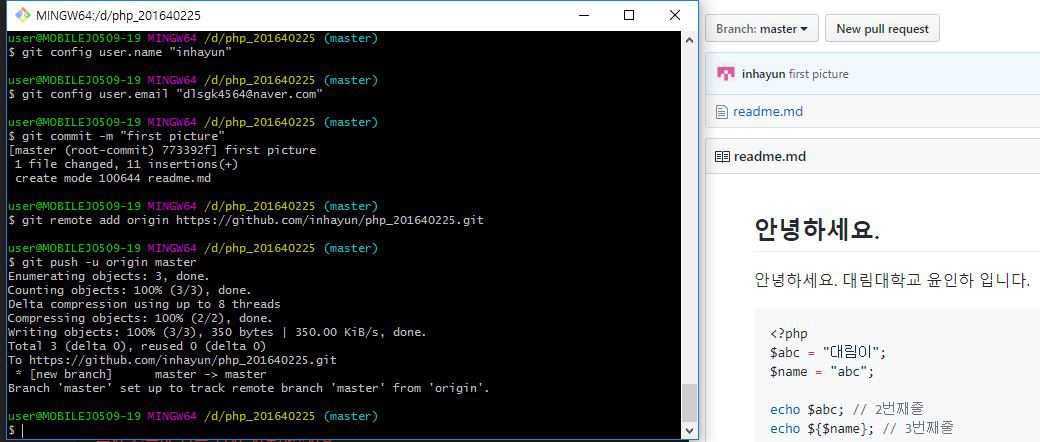 MINGW64:/d/php_201640225
user@MOBILEJ0509-19 MINGW64 /d/php_201640225 (master)
$ git config user.name "inhayun"
user@MOBILEJ0509-19 MINGW64 /d/php_201640225 (master)
$ git config user.email "dlsgk4564@naver.com"
user@MOBILEJ0509-19 MINGW64 /d/php_201640225 (master)
$ git commit -m "first picture"
[master (root-commit) 773392f] first picture
 1 file changed, 11 insertions(+)
 create mode 100644 readme.md
user@MOBILEJ0509-19 MINGW64 /d/php_201640225 (master)
$ git remote add origin https://github.com/inhayun/php_201640225.git
user@MOBILEJ0509-19 MINGW64 /d/php_201640225 (master)
$ git push -u origin master
Enumerating objects: 3, done.
Counting objects: 100% (3/3), done.
Delta compression using up to 8 threads
Compressing objects: 100% (2/2), done.
Writing objects: 100% (3/3), 350 bytes | 350.00 KiB/s, done.
Total 3 (delta 0), reused 0 (delta 0)
To https://github.com/inhayun/php_201640225.git
 * [new branch]      master -> master
Branch 'master' set up to track remote branch 'master' from 'origin'.
user@MOBILEJ0509-19 MINGW64 /d/php_201640225 (master)
$
Branch: master New pull request
inhayun first picture
readme.md
readme.md
안녕하세요.
안녕하세요. 대림대학교 윤인하 입니다.
<?php
$abc = "대림이";
$name = "abc";
echo $abc; // 2번째줄
echo ${$name}; // 3번째줄